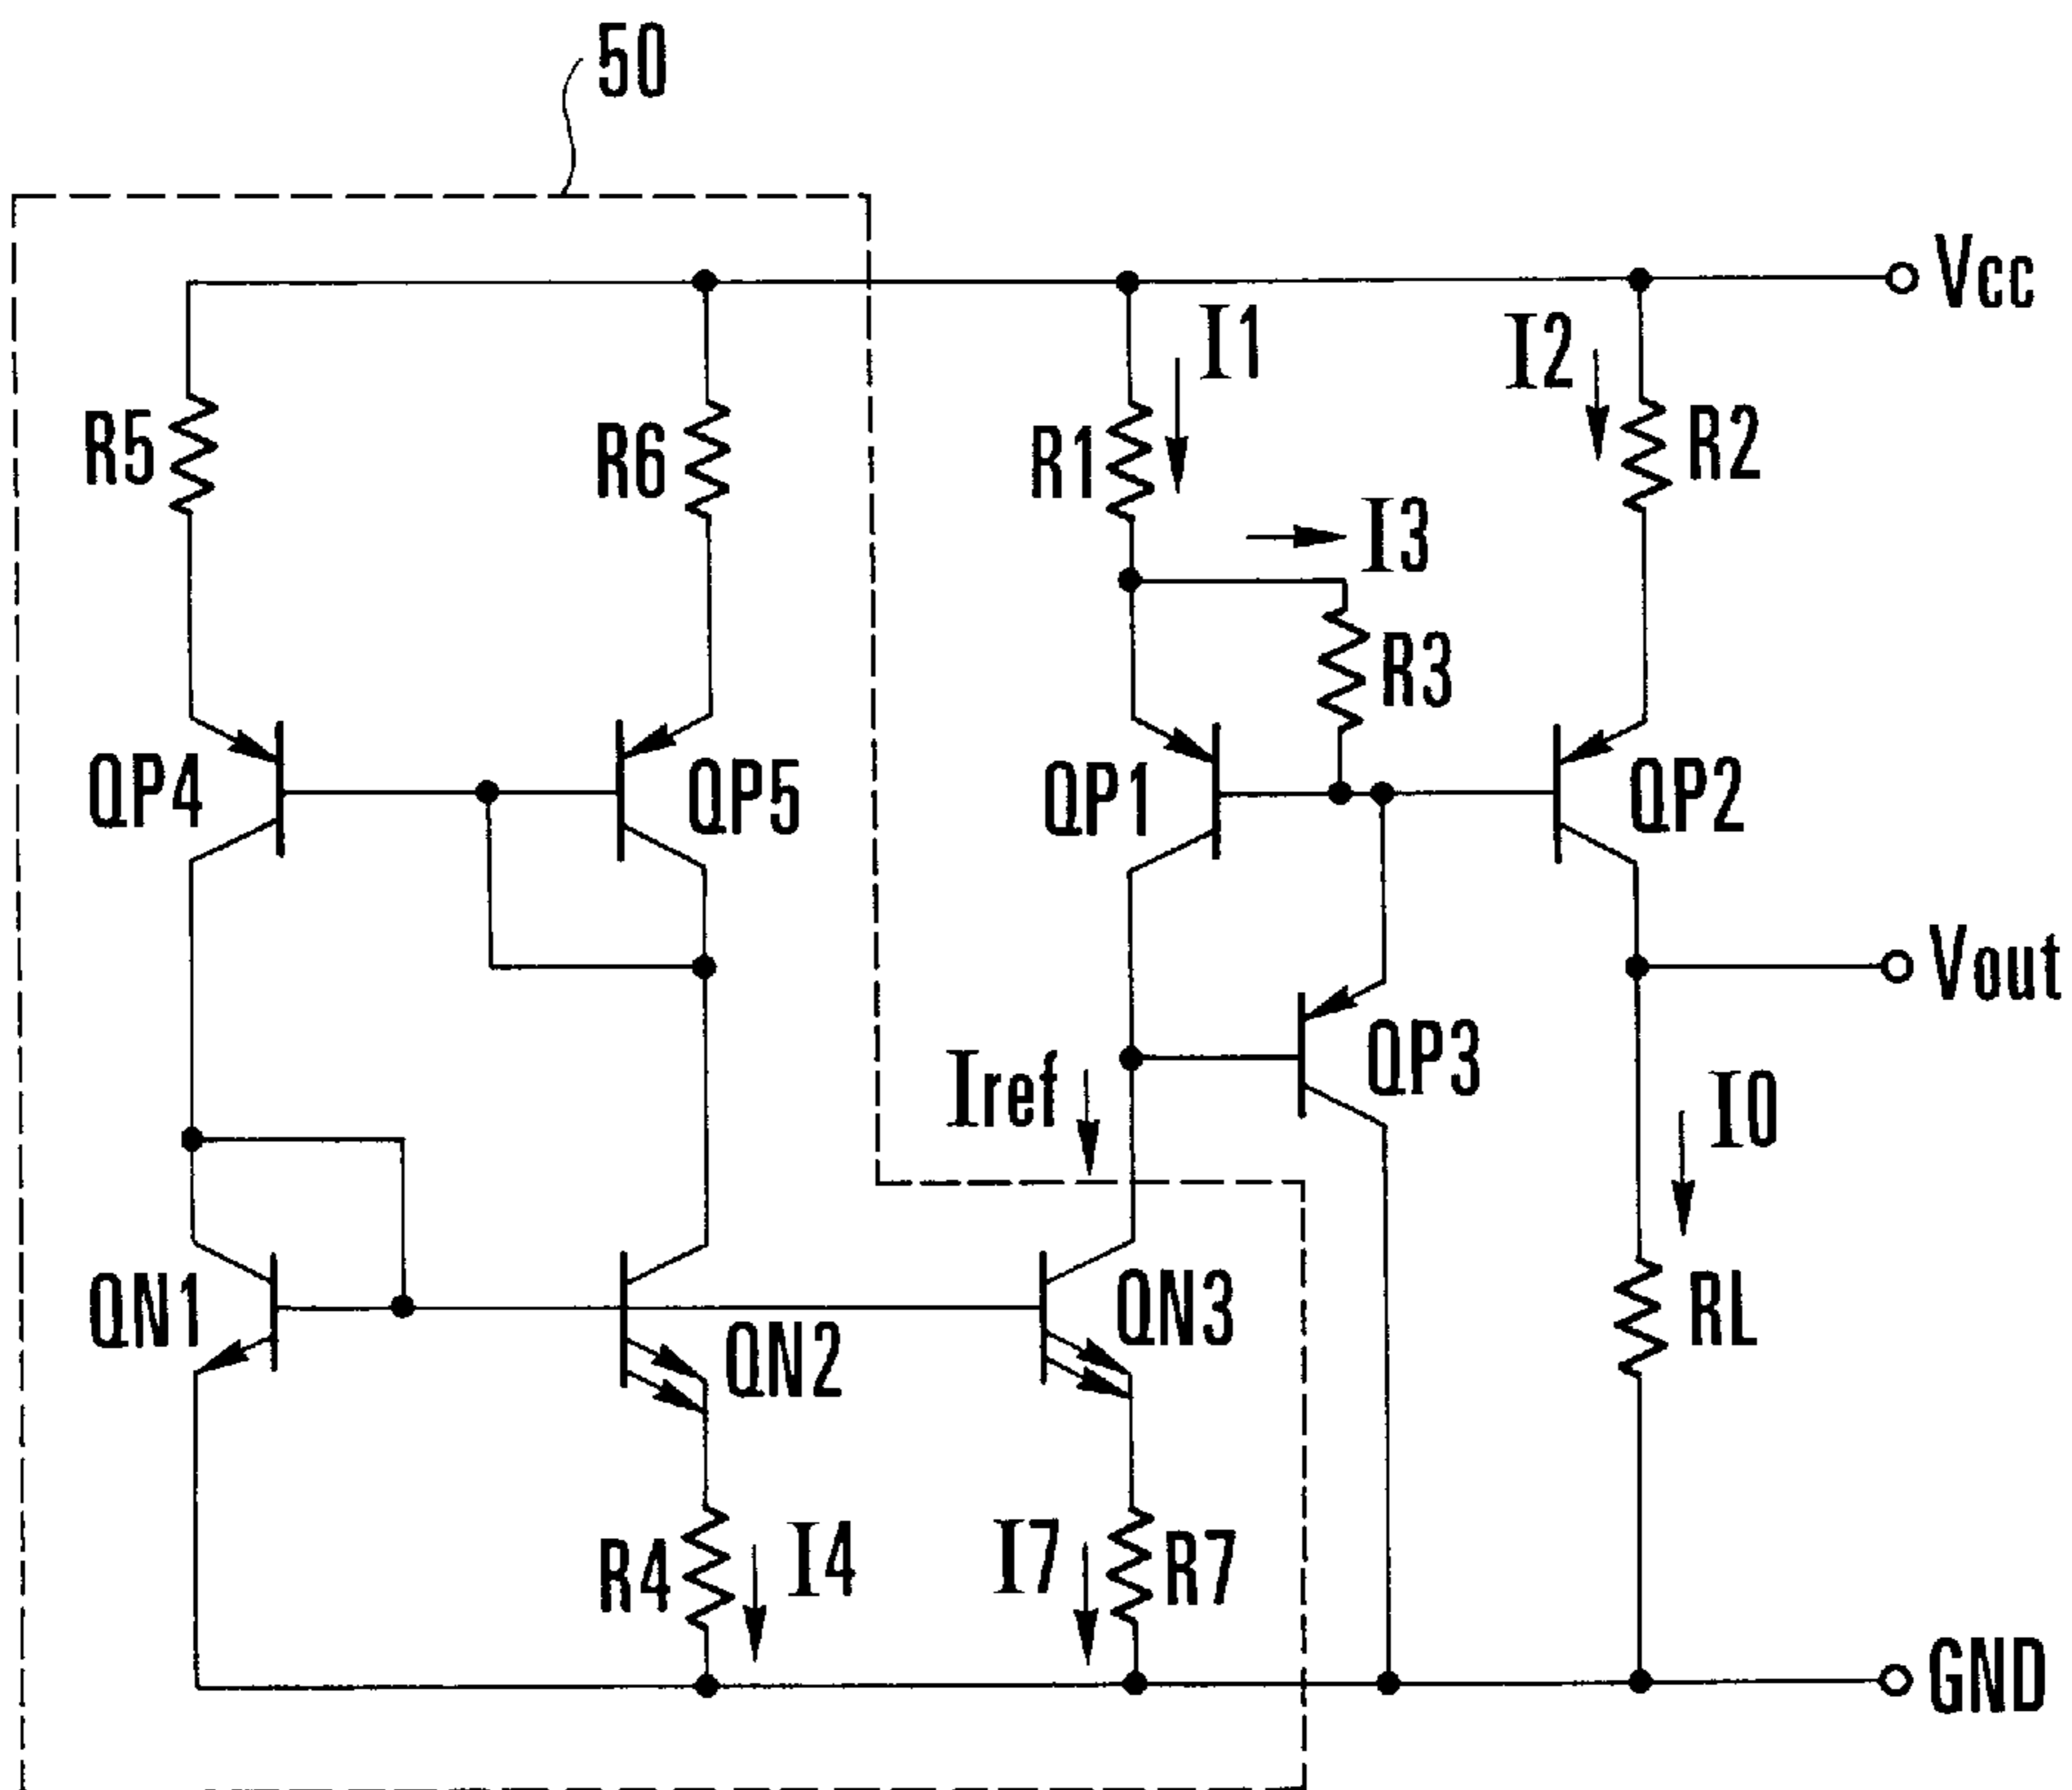 50
Vcc
I1
I2
R5
R6
R1
R2
I3
R3
QP4
QP5
QP1
QP2
Vout
QP3
Iref
I0
QN1
QN2
QN3
RL
R4
I4
I7
R7
GND